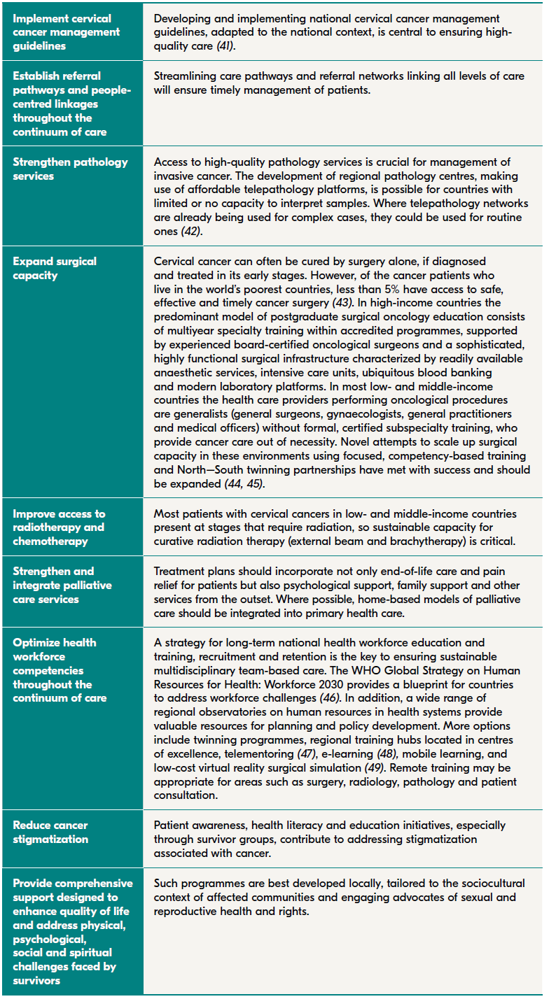 Implement cervical
cancer management
guidelines
Developing and implementing national cervical cancer management
guidelines, adapted to the national context, is central to ensuring high-
quality care (41).
Establish referral
pathways and people-
centred linkages
throughout the
continuum of care
Streamlining care pathways and referral networks linking all levels of care
will ensure timely management of patients.
Strengthen pathology
services
Access to high-quality pathology services is crucial for management of
invasive cancer. The development of regional pathology centres, making
use of affordable telepathology platforms, is possible for countries with
limited or no capacity to interpret samples. Where telepathology networks
are already being used for complex cases, they could be used for routine
ones (42).
Expand surgical
capacity
Cervical cancer can often be cured by surgery alone, if diagnosed
and treated in its early stages. However, of the cancer patients who
live in the world's poorest countries, less than 5% have access to safe,
effective and timely cancer surgery (43). In high-income countries the
predominant model of postgraduate surgical oncology education consists
of multiyear specialty training within accredited programmes, supported
by experienced board-certified oncological surgeons and a sophisticated,
highly functional surgical infrastructure characterized by readily available
anaesthetic services, intensive care units, ubiquitous blood banking
and modern laboratory platforms. In most low- and middle-income
countries the health care providers performing oncological procedures
are generalists (general surgeons, gynaecologists, general practitioners
and medical officers) without formal, certified subspecialty training, who
provide cancer care out of necessity. Novel attempts to scale up surgical
capacity in these environments using focused, competency-based training
and North–South twinning partnerships have met with success and should
be expanded (44, 45).
Improve access to
radiotherapy and
chemotherapy
Most patients with cervical cancers in low- and middle-income countries
present at stages that require radiation, so sustainable capacity for
curative radiation therapy (external beam and brachytherapy) is critical.
Strengthen and
integrate palliative
care services
Treatment plans should incorporate not only end-of-life care and pain
relief for patients but also psychological support, family support and other
services from the outset. Where possible, home-based models of palliative
care should be integrated into primary health care.
Optimize health
workforce
competencies
throughout the
continuum of care
A strategy for long-term national health workforce education and
training, recruitment and retention is the key to ensuring sustainable
multidisciplinary team-based care. The WHO Global Strategy on Human
Resources for Health: Workforce 2030 provides a blueprint for countries
to address workforce challenges (46). In addition, a wide range of
regional observatories on human resources in health systems provide
valuable resources for planning and policy development. More options
include twinning programmes, regional training hubs located in centres
of excellence, telementoring (47), e-learning (48), mobile learning, and
low-cost virtual reality surgical simulation (49). Remote training may be
appropriate for areas such as surgery, radiology, pathology and patient
consultation.
Reduce cancer
stigmatization
Patient awareness, health literacy and education initiatives, especially
through survivor groups, contribute to addressing stigmatization
associated with cancer.
Provide comprehensive
support designed to
enhance quality of life
and address physical,
psychological,
social and spiritual
challenges faced by
survivors
Such programmes are best developed locally, tailored to the sociocultural
context of affected communities and engaging advocates of sexual and
reproductive health and rights.